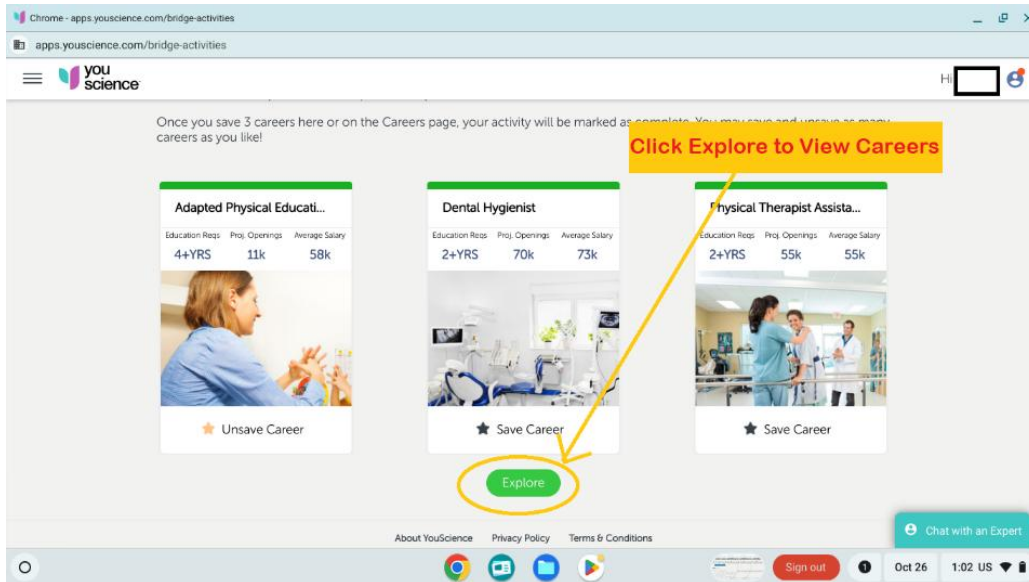 Chrome - apps.youscience.com/bridge-activities
apps.youscience.com/bridge-activities
you
science
Hi
Once you save 3 careers here or on the Careers page, your activity will be marked as complete. You may save and unsave as many
careers as you like!
Click Explore to View Careers
Adapted Physical Educati...
Education Reqs Proj. Openings Average Salary
4+YRS 11k 58k
Unsave Career
Dental Hygienist
Education Reqs Proj. Openings Average Salary
2+YRS 70k 73k
Save Career
Physical Therapist Assista...
Education Reqs Proj. Openings Average Salary
2+YRS 55k 55k
Save Career
Explore
About YouScience Privacy Policy Terms & Conditions
Chat with an Expert
Sign out 1 Oct 26 1:02 US